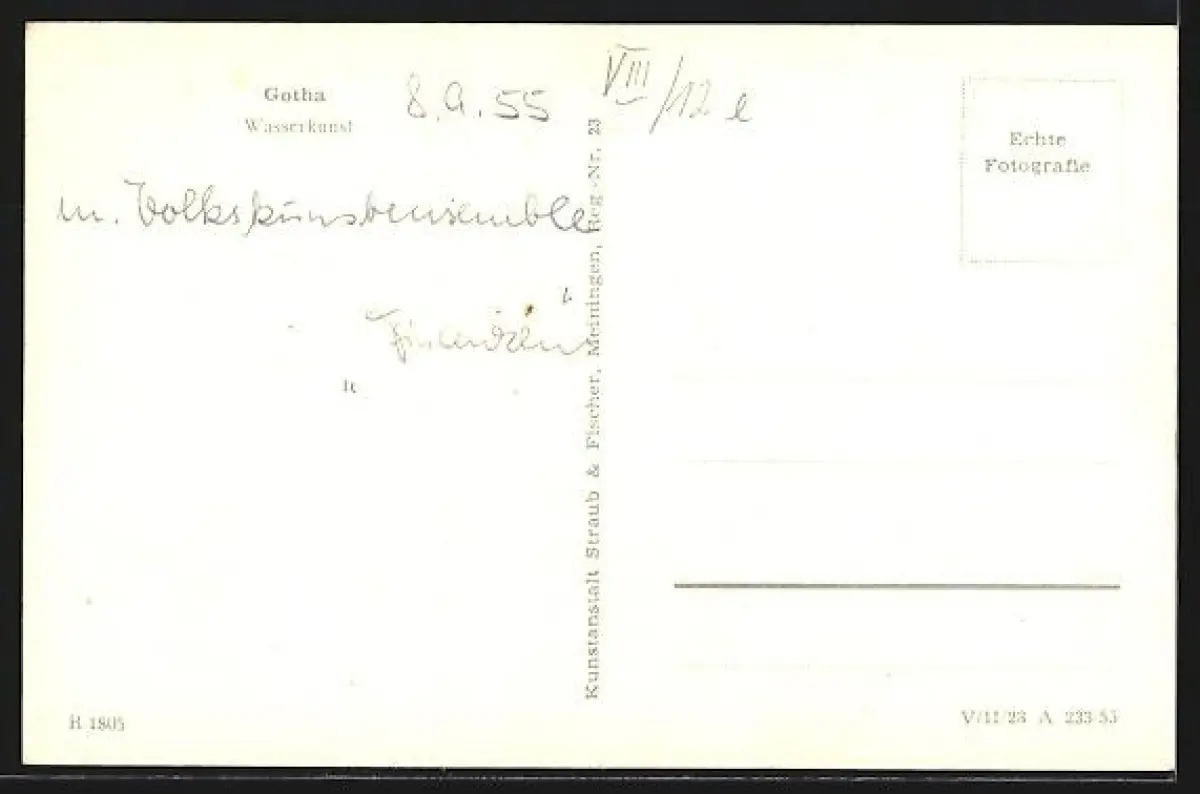 Gotha
Wasserkunst
8.9.55
VIII/12 e
m. Volkskunstensemble
Echte
Fotografie
Kunstanstalt Straub & Fischer, Meiningen, Reg.-Nr. 23
R 1805
V/11/23 A 233 55